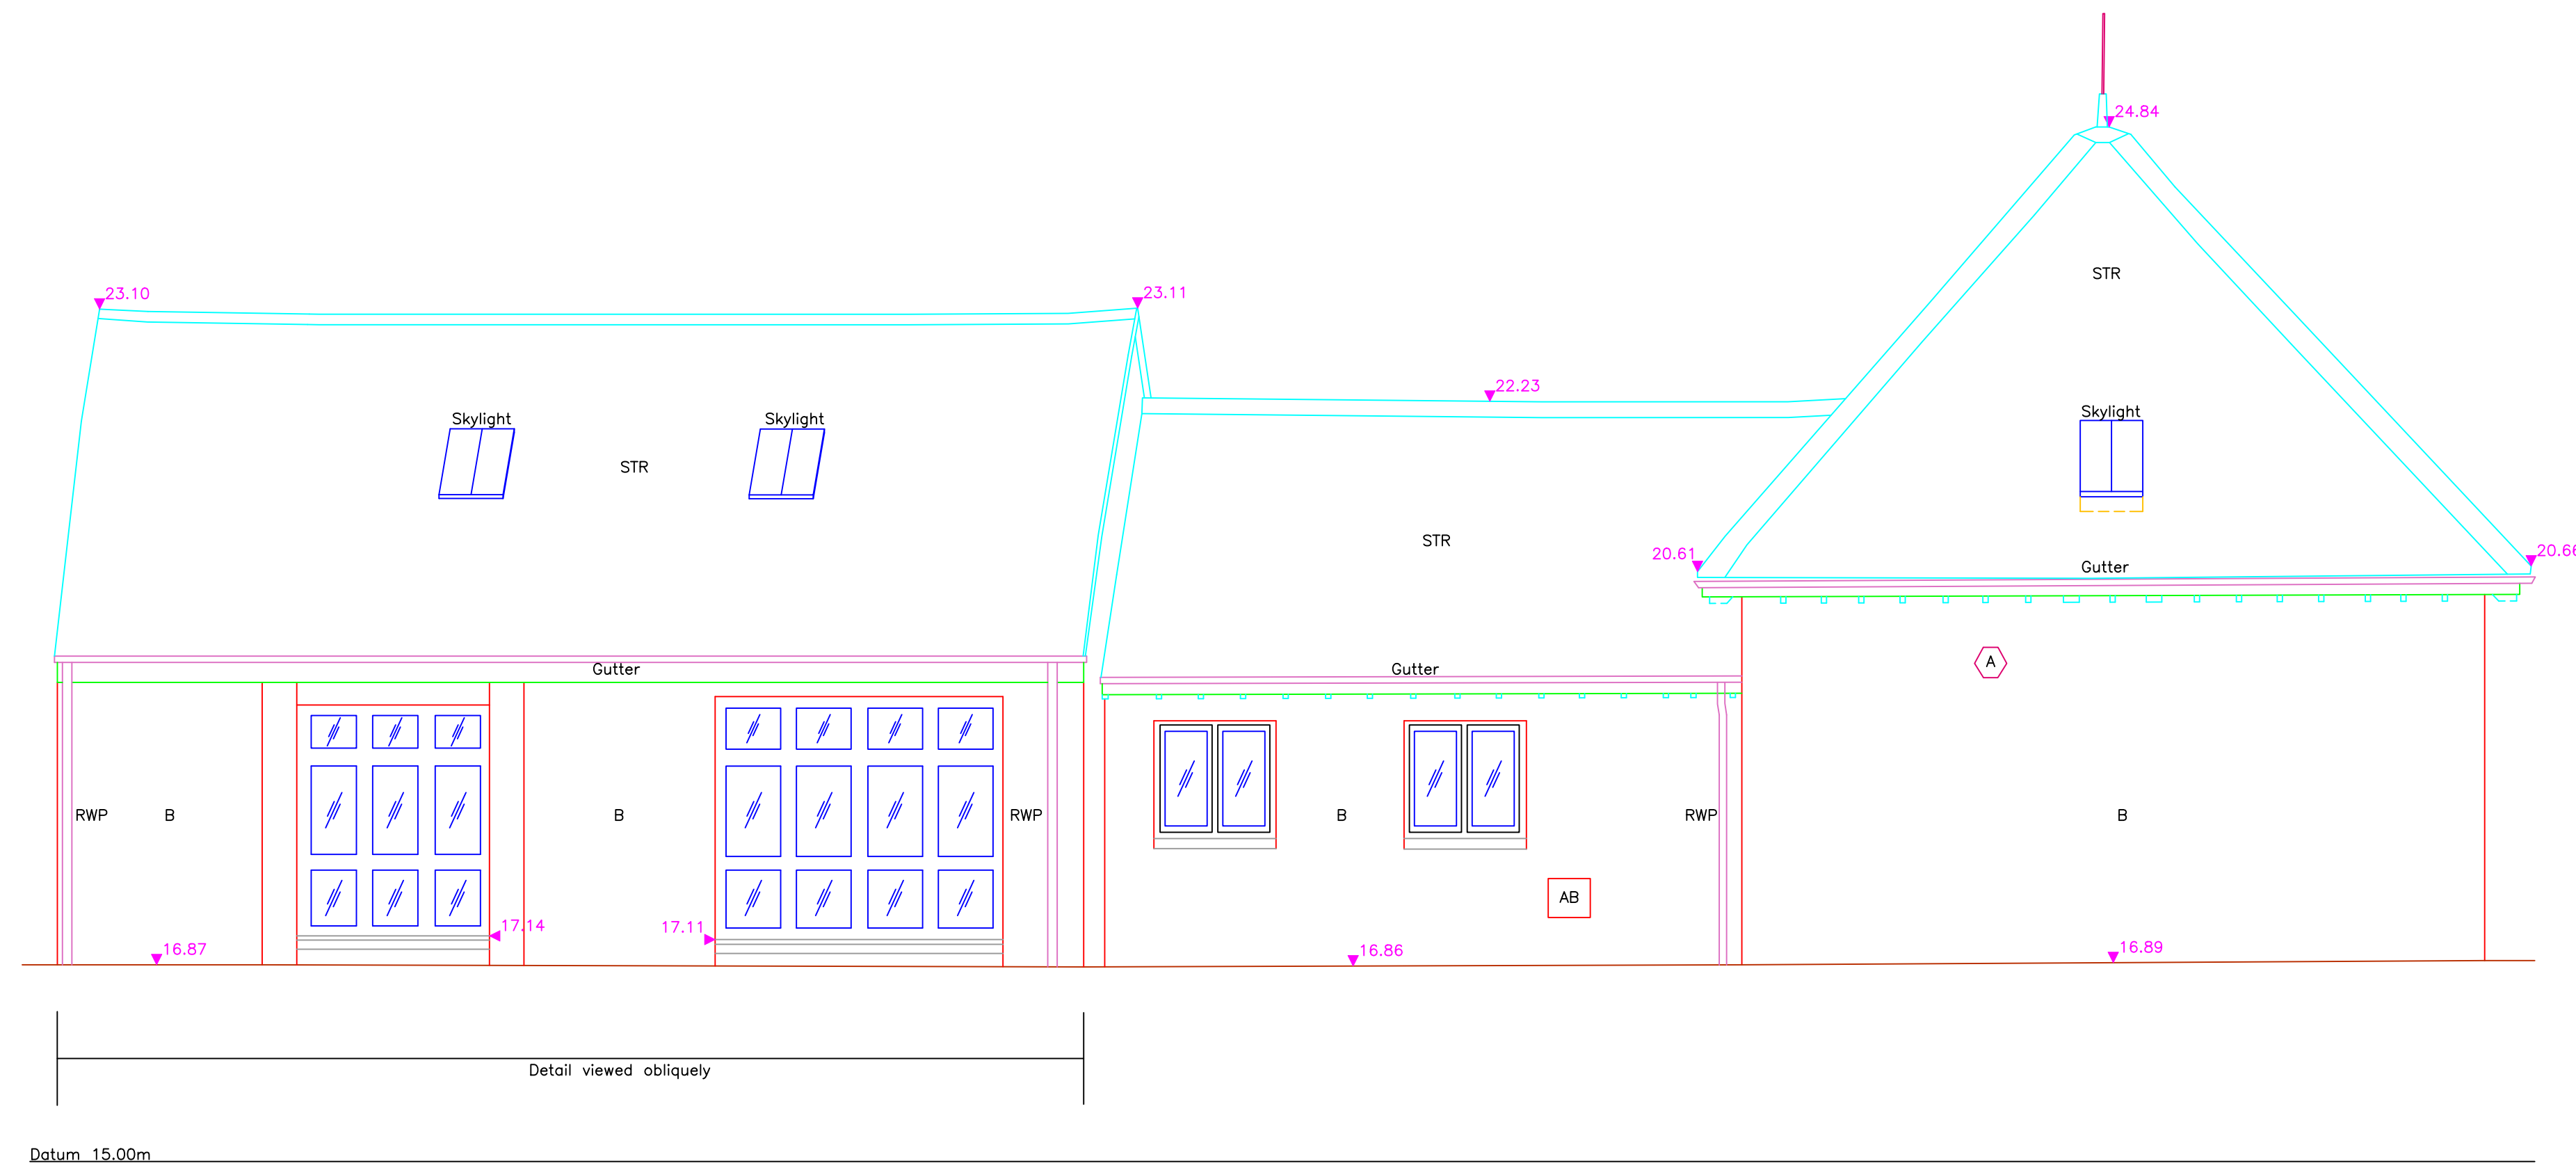 24.84
STR
23.10
23.11
22.23
Skylight
Skylight
Skylight
STR
STR
20.61
20.66
Gutter
Gutter
Gutter
A
RWP
B
B
RWP
B
RWP
B
AB
17.14
17.11
16.87
16.86
16.89
Detail viewed obliquely
Datum 15.00m